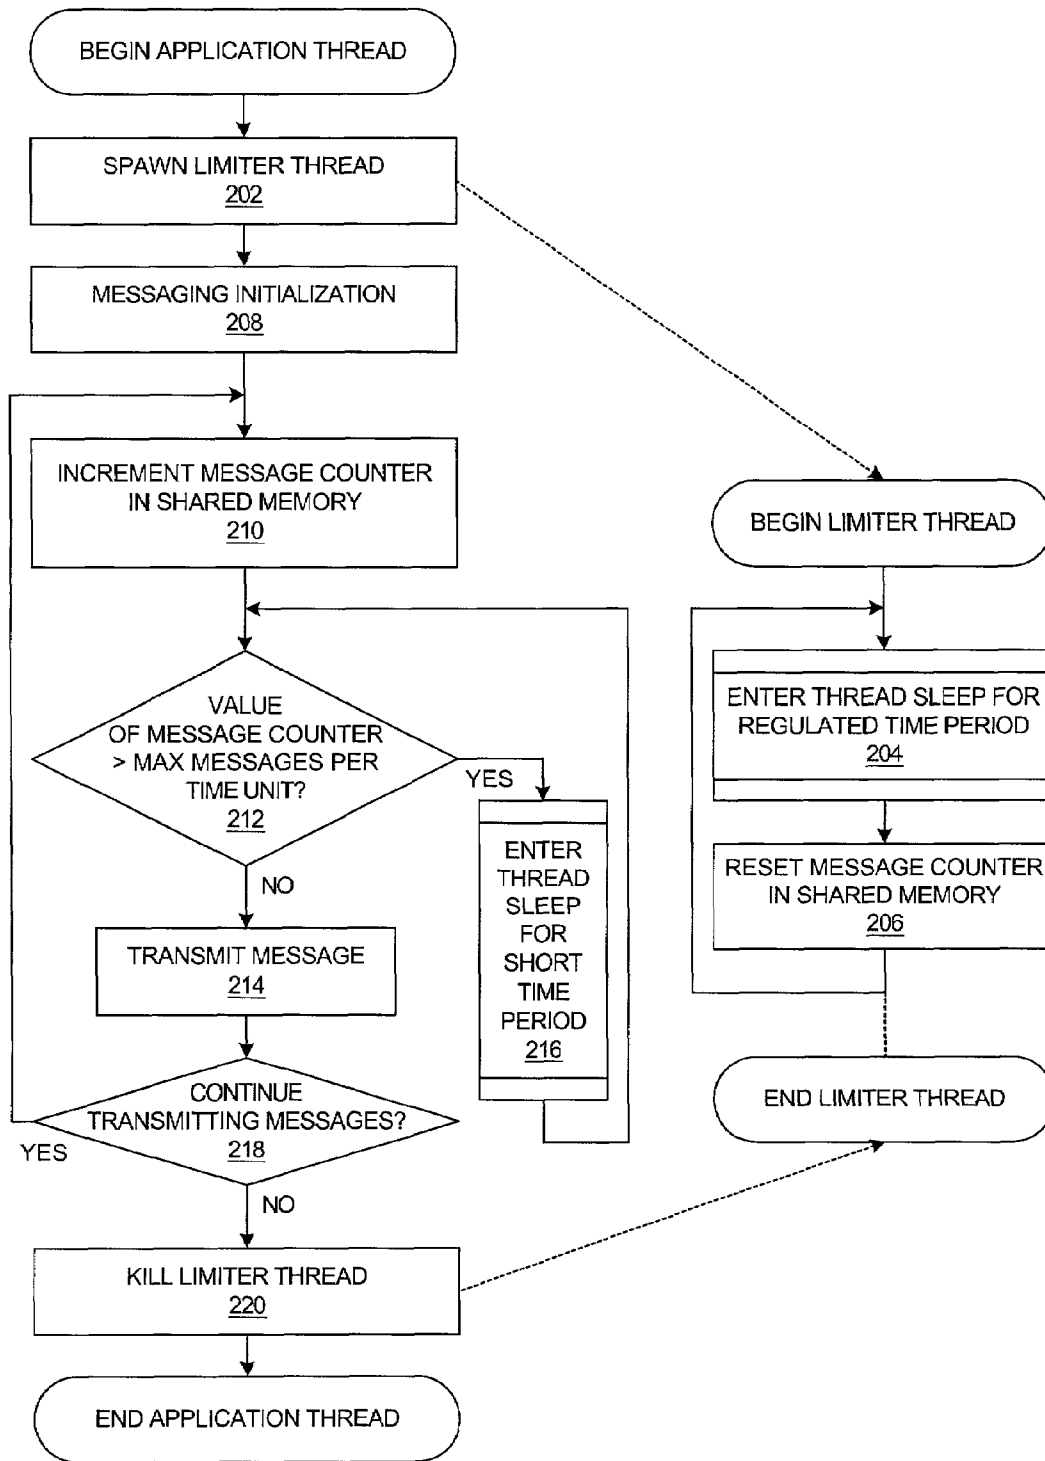 BEGIN APPLICATION THREAD
SPAWN LIMITER THREAD
202
MESSAGING INITIALIZATION
208
INCREMENT MESSAGE COUNTER
IN SHARED MEMORY
210
VALUE
OF MESSAGE COUNTER
> MAX MESSAGES PER
TIME UNIT?
212
YES
NO
ENTER
THREAD
SLEEP
FOR
SHORT
TIME
PERIOD
216
TRANSMIT MESSAGE
214
CONTINUE
TRANSMITTING MESSAGES?
218
YES
NO
KILL LIMITER THREAD
220
END APPLICATION THREAD
BEGIN LIMITER THREAD
ENTER THREAD SLEEP FOR
REGULATED TIME PERIOD
204
RESET MESSAGE COUNTER
IN SHARED MEMORY
206
END LIMITER THREAD